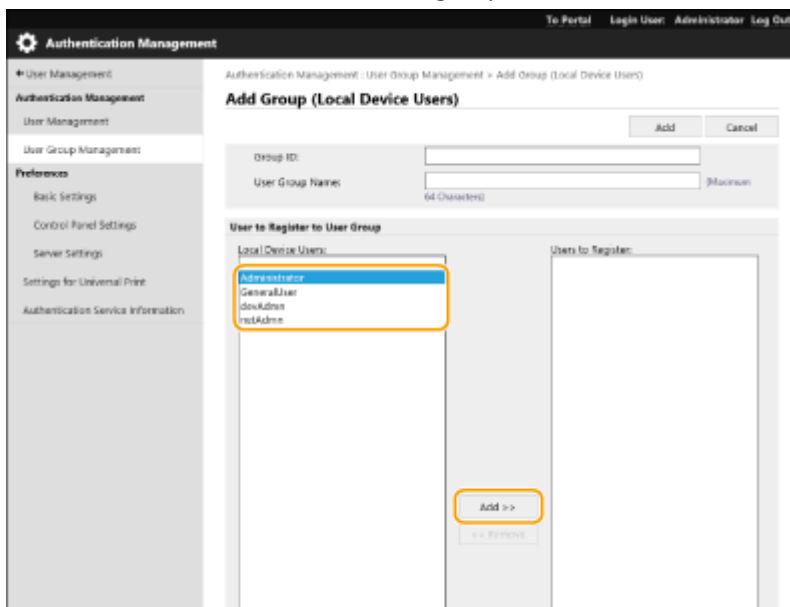 To Portal Login User: Administrator Log Out
Authentication Management
User Management
Authentication Management
User Management
User Group Management
Preferences
Basic Settings
Control Panel Settings
Server Settings
Settings for Universal Print
Authentication Service Information
Authentication Management : User Group Management > Add Group (Local Device Users)
Add Group (Local Device Users)
Add Cancel
Group ID:
User Group Name: (Maximum
64 Characters)
User to Register to User Group
Local Device Users: Users to Register:
Administrator
GeneralUser
devAdmin
netAdmin
Add >>
<< Remove